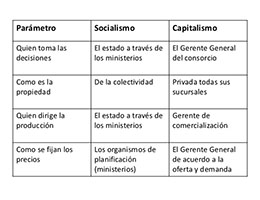 Parámetro
Socialismo
Capitalismo
Quien toma las
decisiones
El estado a través de
los ministerios
El Gerente General
del consorcio
Como es la
propiedad
De la colectividad
Privada todas sus
sucursales
Quien dirige la
producción
El estado a través de
los ministerios
Gerente de
comercialización
Como se fijan los
precios
Los organismos de
planificación
(ministerios)
El Gerente General
de acuerdo a la
oferta y demanda